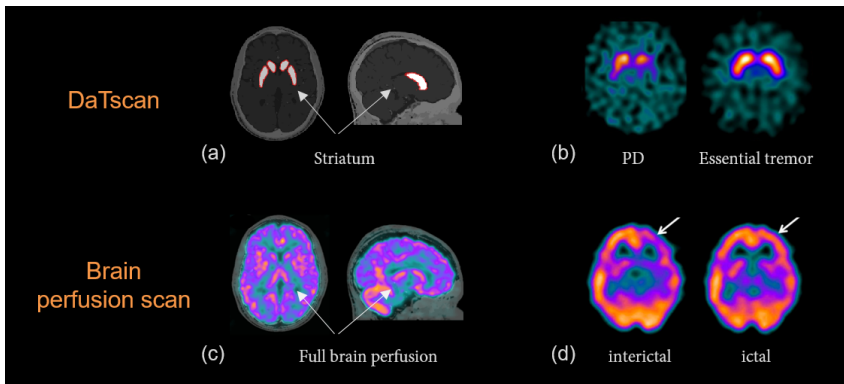 DaTscan
(a)
Striatum
(b)
PD
Essential tremor
Brain
perfusion scan
(c)
Full brain perfusion
(d)
interictal
ictal